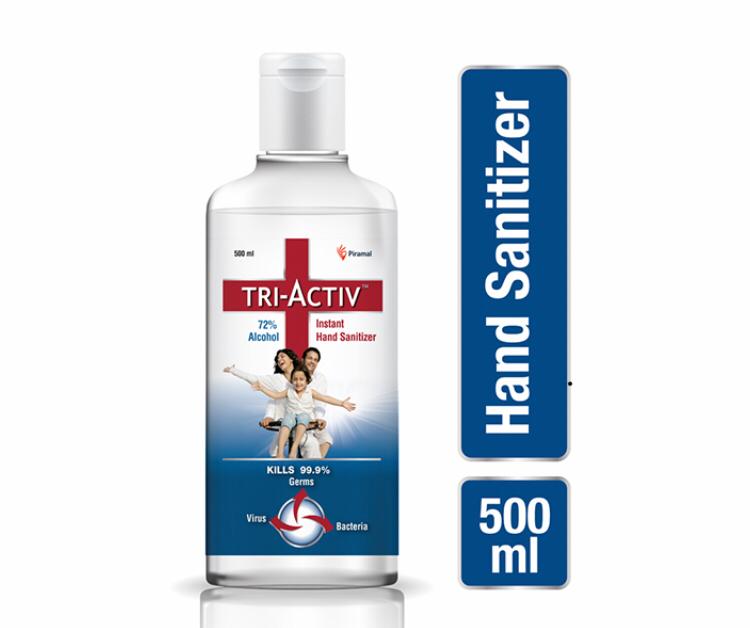 500 ml
Piramal
TRI-ACTIV™
72%
Alcohol
Instant
Hand Sanitizer
KILLS 99.9%
Germs
Virus
Bacteria
Hand Sanitizer
500
ml